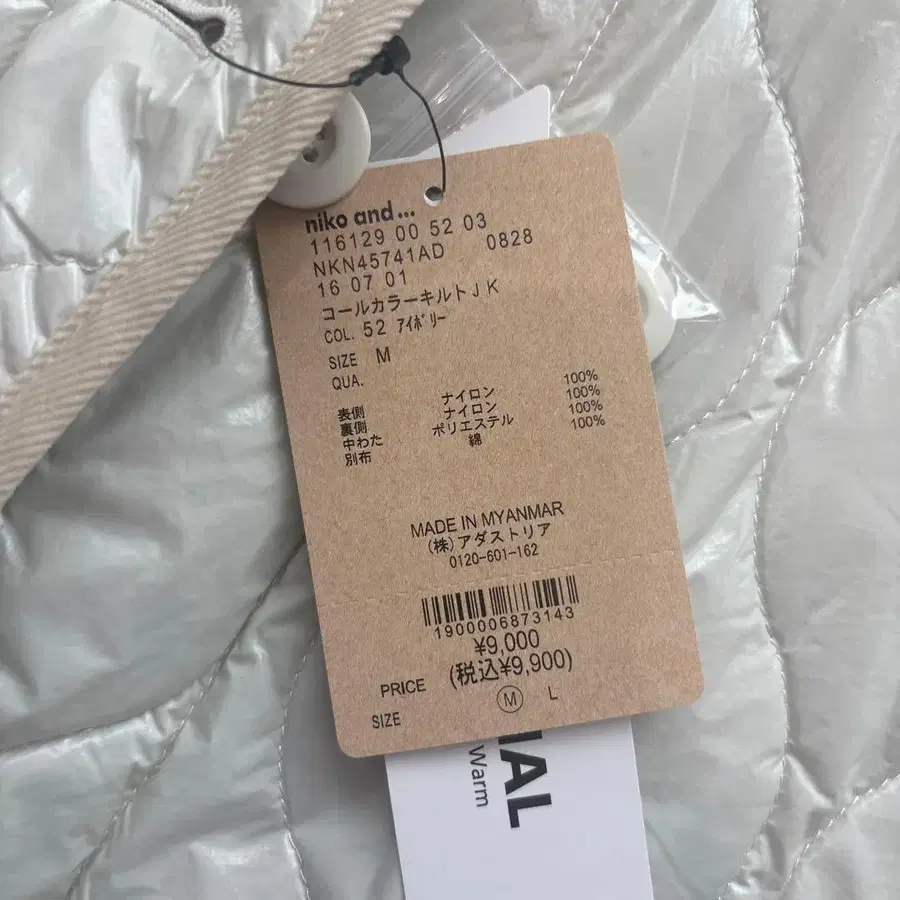 niko and ...
116129 00 52 03
NKN45741AD 0828
16 07 01
コールカラーキルトJK
COL. 52 ｱｲﾎﾞﾘｰ
SIZE M
QUA.
表側 ナイロン 100%
裏側 ナイロン 100%
中わた ポリエステル 100%
別布 綿 100%
MADE IN MYANMAR
(株)アダストリア
0120-601-162
1900006873143
¥9,000
PRICE (税込¥9,900)
SIZE M L
Warm